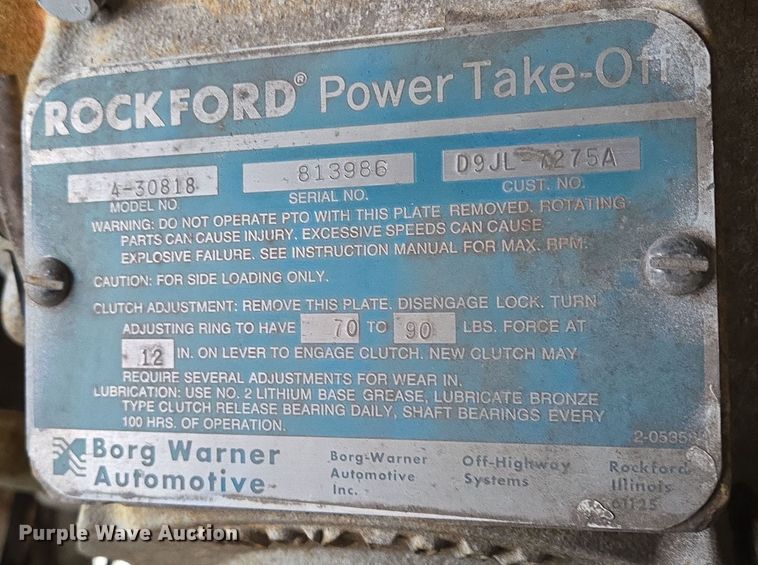 ROCKFORD® Power Take-Off
4-30818 813986 D9JL 7275A
MODEL NO. SERIAL NO. CUST. NO.
WARNING: DO NOT OPERATE PTO WITH THIS PLATE REMOVED. ROTATING
PARTS CAN CAUSE INJURY. EXCESSIVE SPEEDS CAN CAUSE
EXPLOSIVE FAILURE. SEE INSTRUCTION MANUAL FOR MAX. RPM.
CAUTION: FOR SIDE LOADING ONLY.
CLUTCH ADJUSTMENT: REMOVE THIS PLATE. DISENGAGE LOCK. TURN
ADJUSTING RING TO HAVE 70 TO 90 LBS. FORCE AT
12 IN. ON LEVER TO ENGAGE CLUTCH. NEW CLUTCH MAY
REQUIRE SEVERAL ADJUSTMENTS FOR WEAR IN.
LUBRICATION: USE NO. 2 LITHIUM BASE GREASE, LUBRICATE BRONZE
TYPE CLUTCH RELEASE BEARING DAILY, SHAFT BEARINGS EVERY
100 HRS. OF OPERATION.
Borg Warner
Automotive
Borg-Warner
Automotive
Inc.
Off-Highway
Systems
Rockford
Illinois
61125
Purple Wave Auction